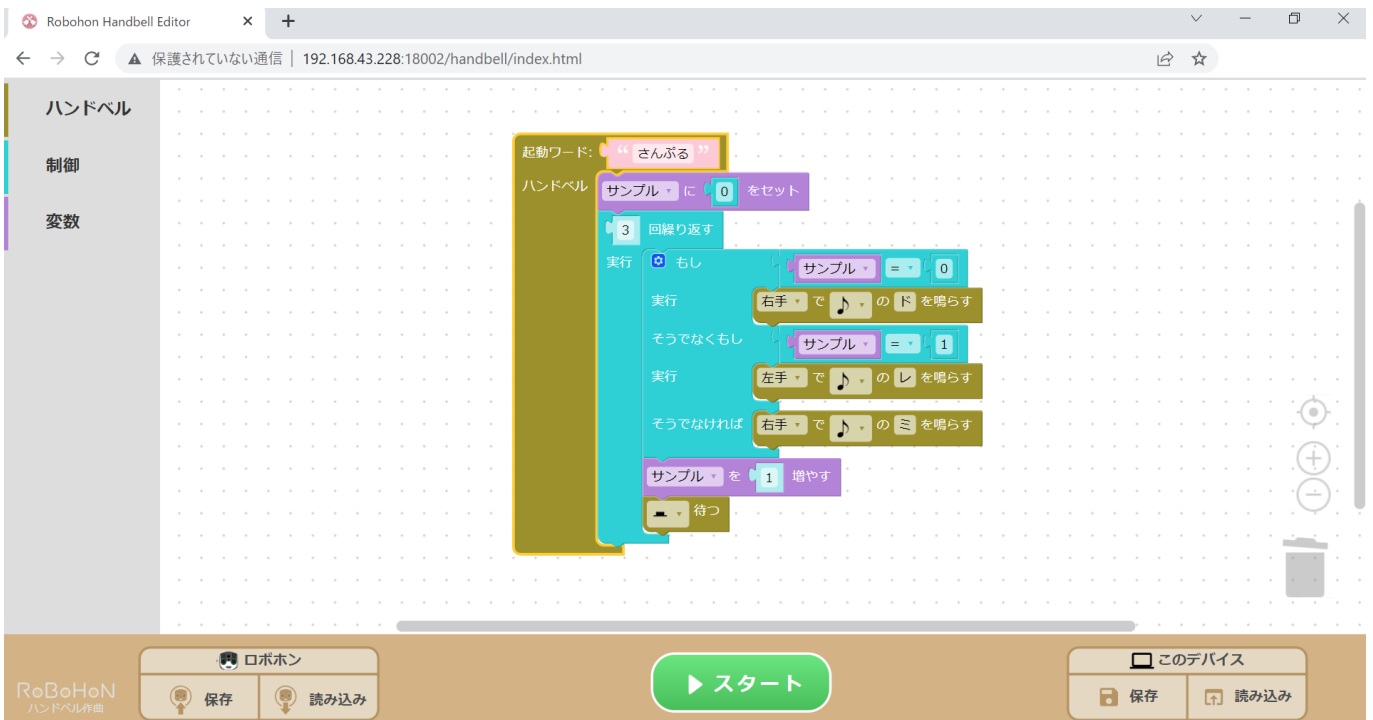 Robohon Handbell Editor
保護されていない通信 | 192.168.43.228:18002/handbell/index.html
ハンドベル
制御
変数
起動ワード: “ さんぷる ”
ハンドベル サンプル に 0 をセット
3 回繰り返す
実行 もし サンプル = 0
実行 右手 で ♪ の ド を鳴らす
そうでなくもし サンプル = 1
実行 左手 で ♪ の レ を鳴らす
そうでなければ 右手 で ♪ の ミ を鳴らす
サンプル を 1 増やす
待つ
ロボホン
保存 読み込み
スタート
このデバイス
保存 読み込み
RoBoHoN
ハンドベル作曲